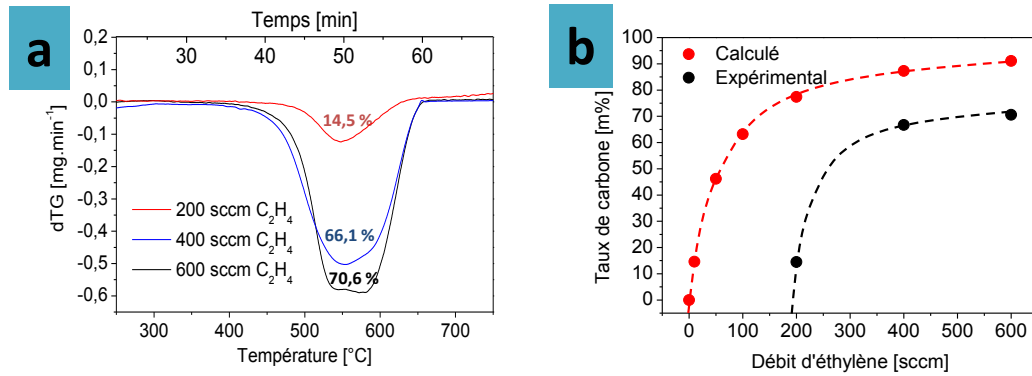 a
Temps [min]
30 40 50 60
0,2
0,1
0,0
-0,1
-0,2
-0,3
-0,4
-0,5
-0,6
dTG [mg.min⁻¹]
14,5 %
66,1 %
70,6 %
200 sccm C₂H₄
400 sccm C₂H₄
600 sccm C₂H₄
300 400 500 600 700
Température [°C]
b
100
90
80
70
60
50
40
30
20
10
0
Taux de carbone [m%]
Calculé
Expérimental
0 100 200 300 400 500 600
Débit d'éthylène [sccm]